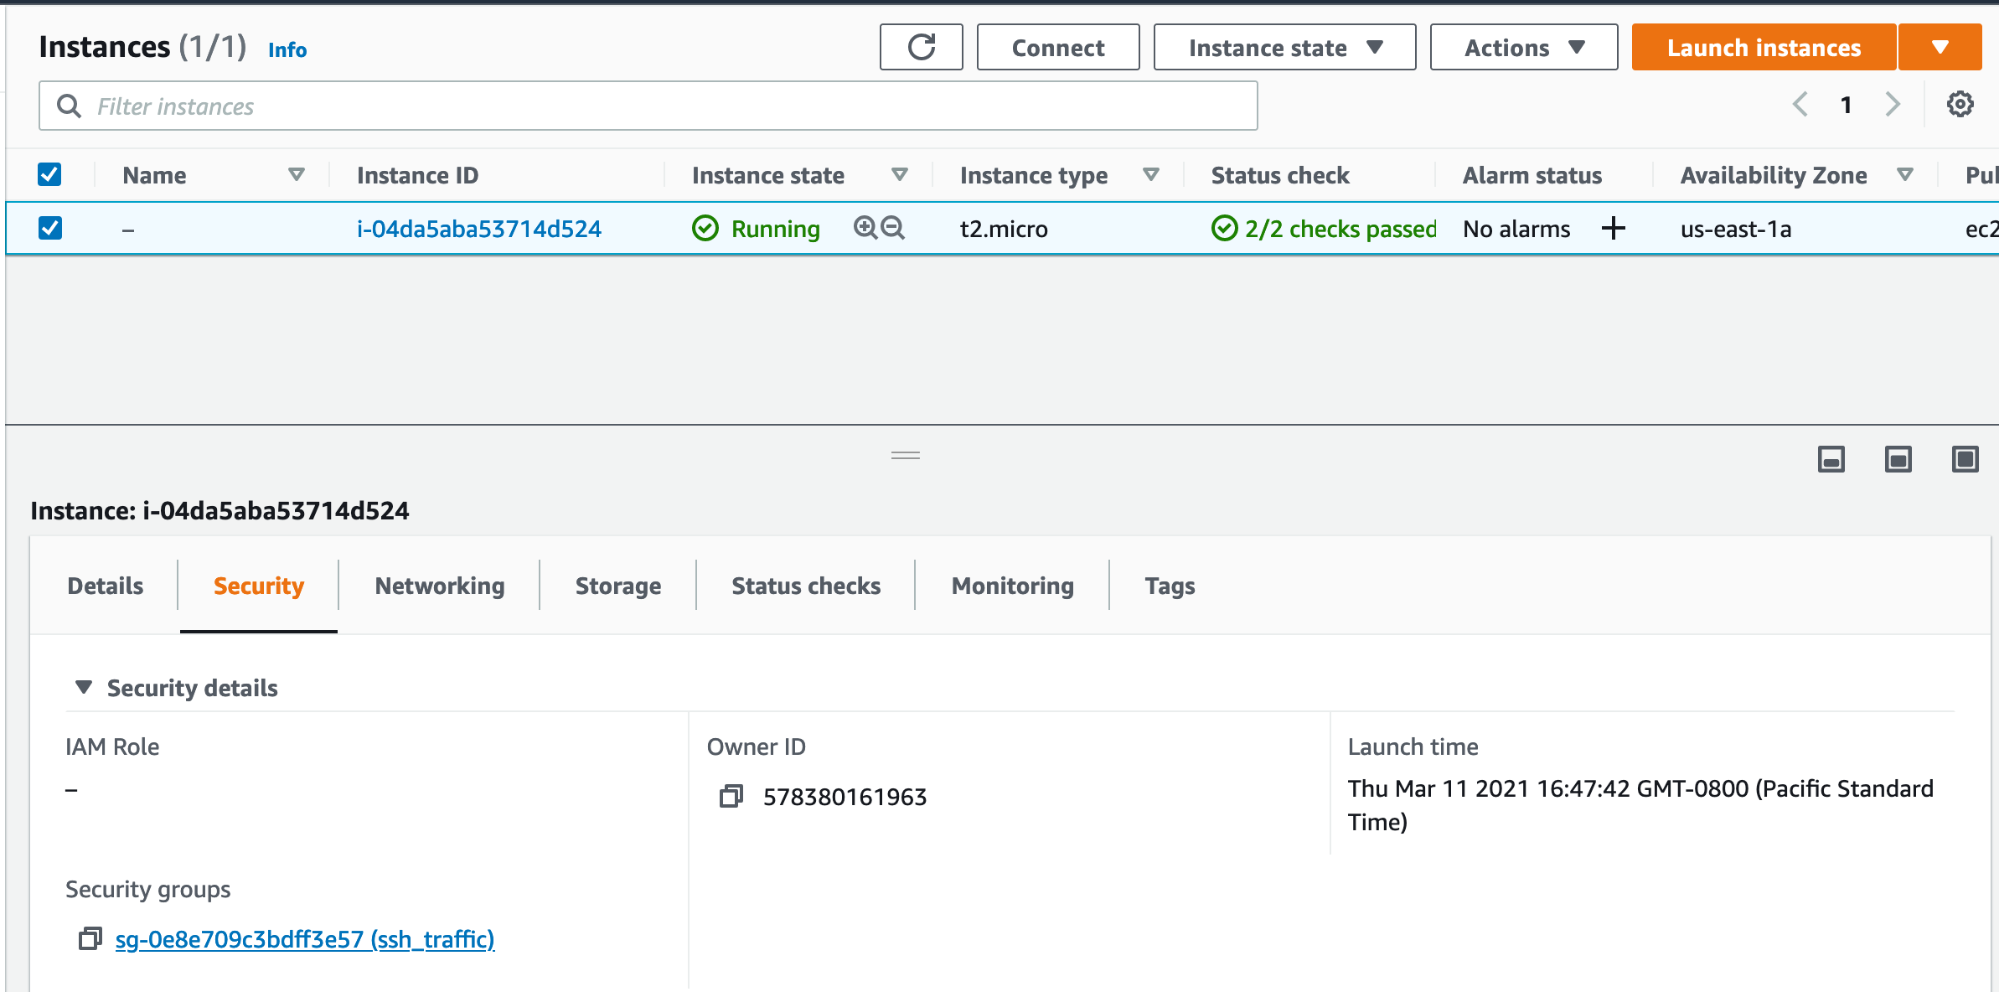 Instances (1/1) Info
Connect
Instance state
Actions
Launch instances
Filter instances
1
Name Instance ID Instance state Instance type Status check Alarm status Availability Zone Pul
– i-04da5aba53714d524 Running t2.micro 2/2 checks passed No alarms + us-east-1a ec2
Instance: i-04da5aba53714d524
Details Security Networking Storage Status checks Monitoring Tags
Security details
IAM Role
–
Owner ID
578380161963
Launch time
Thu Mar 11 2021 16:47:42 GMT-0800 (Pacific Standard
Time)
Security groups
sg-0e8e709c3bdff3e57 (ssh_traffic)